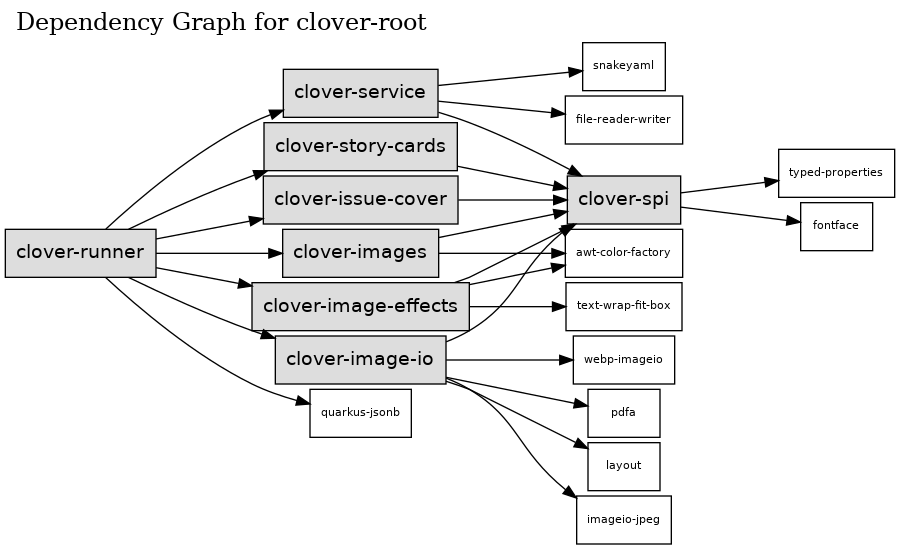 Dependency Graph for clover-root
snakeyaml
clover-service
file-reader-writer
clover-story-cards
typed-properties
clover-issue-cover
clover-spi
fontface
clover-runner
clover-images
awt-color-factory
clover-image-effects
text-wrap-fit-box
clover-image-io
webp-imageio
quarkus-jsonb
pdfa
layout
imageio-jpeg